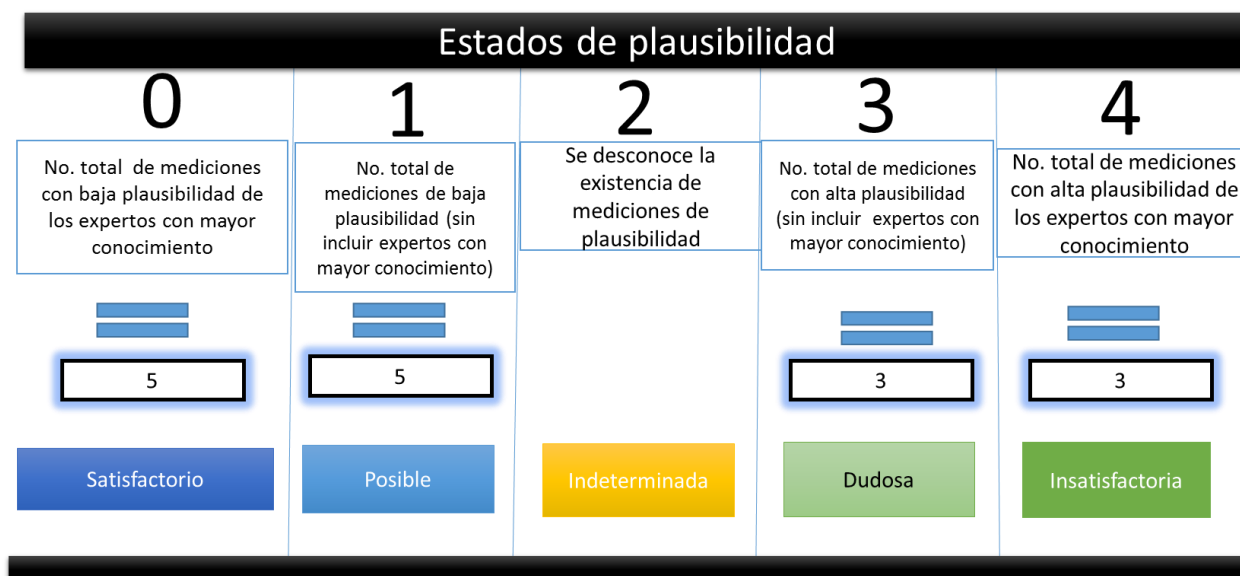 Estados de plausibilidad
0
No. total de mediciones
con baja plausibilidad de
los expertos con mayor
conocimiento
5
Satisfactorio
1
No. total de
mediciones de baja
plausibilidad (sin
incluir expertos con
mayor conocimiento)
5
Posible
2
Se desconoce la
existencia de
mediciones de
plausibilidad
Indeterminada
3
No. total de mediciones
con alta plausibilidad
(sin incluir expertos con
mayor conocimiento)
3
Dudosa
4
No. total de mediciones
con alta plausibilidad de
los expertos con mayor
conocimiento
3
Insatisfactoria